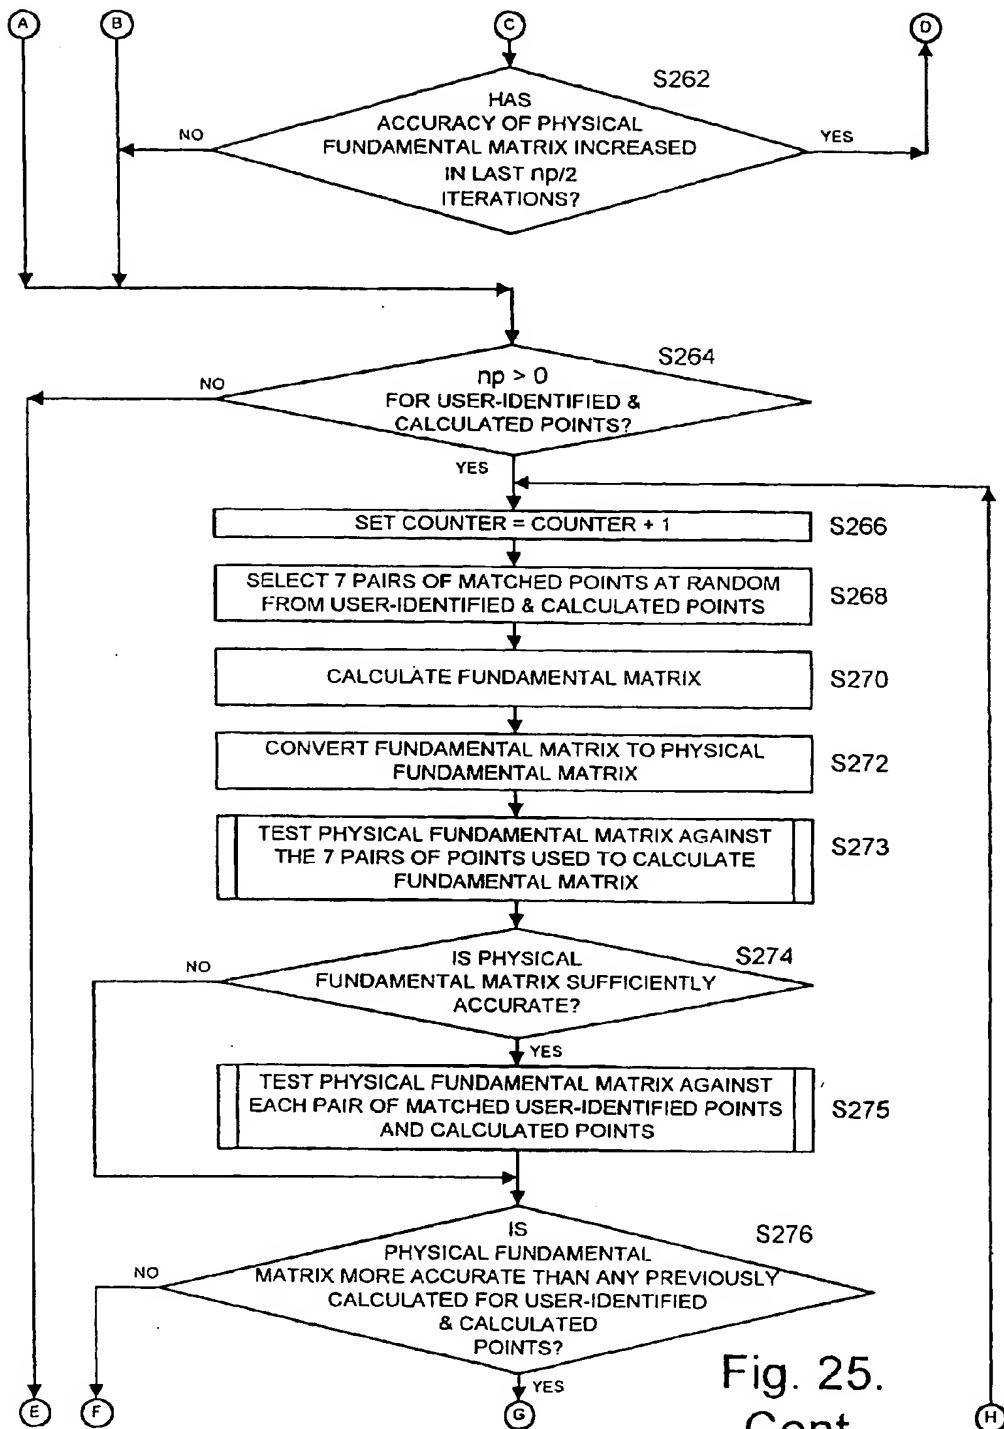 A
B
C
D
S262
HAS
ACCURACY OF PHYSICAL
FUNDAMENTAL MATRIX INCREASED
IN LAST np/2
ITERATIONS?
NO
YES
S264
np > 0
FOR USER-IDENTIFIED &
CALCULATED POINTS?
NO
YES
SET COUNTER = COUNTER + 1
S266
SELECT 7 PAIRS OF MATCHED POINTS AT RANDOM
FROM USER-IDENTIFIED & CALCULATED POINTS
S268
CALCULATE FUNDAMENTAL MATRIX
S270
CONVERT FUNDAMENTAL MATRIX TO PHYSICAL
FUNDAMENTAL MATRIX
S272
TEST PHYSICAL FUNDAMENTAL MATRIX AGAINST
THE 7 PAIRS OF POINTS USED TO CALCULATE
FUNDAMENTAL MATRIX
S273
S274
IS PHYSICAL
FUNDAMENTAL MATRIX SUFFICIENTLY
ACCURATE?
NO
YES
TEST PHYSICAL FUNDAMENTAL MATRIX AGAINST
EACH PAIR OF MATCHED USER-IDENTIFIED POINTS
AND CALCULATED POINTS
S275
S276
IS
PHYSICAL FUNDAMENTAL
MATRIX MORE ACCURATE THAN ANY PREVIOUSLY
CALCULATED FOR USER-IDENTIFIED
& CALCULATED
POINTS?
NO
YES
Fig. 25.
Cont
E
F
G
H